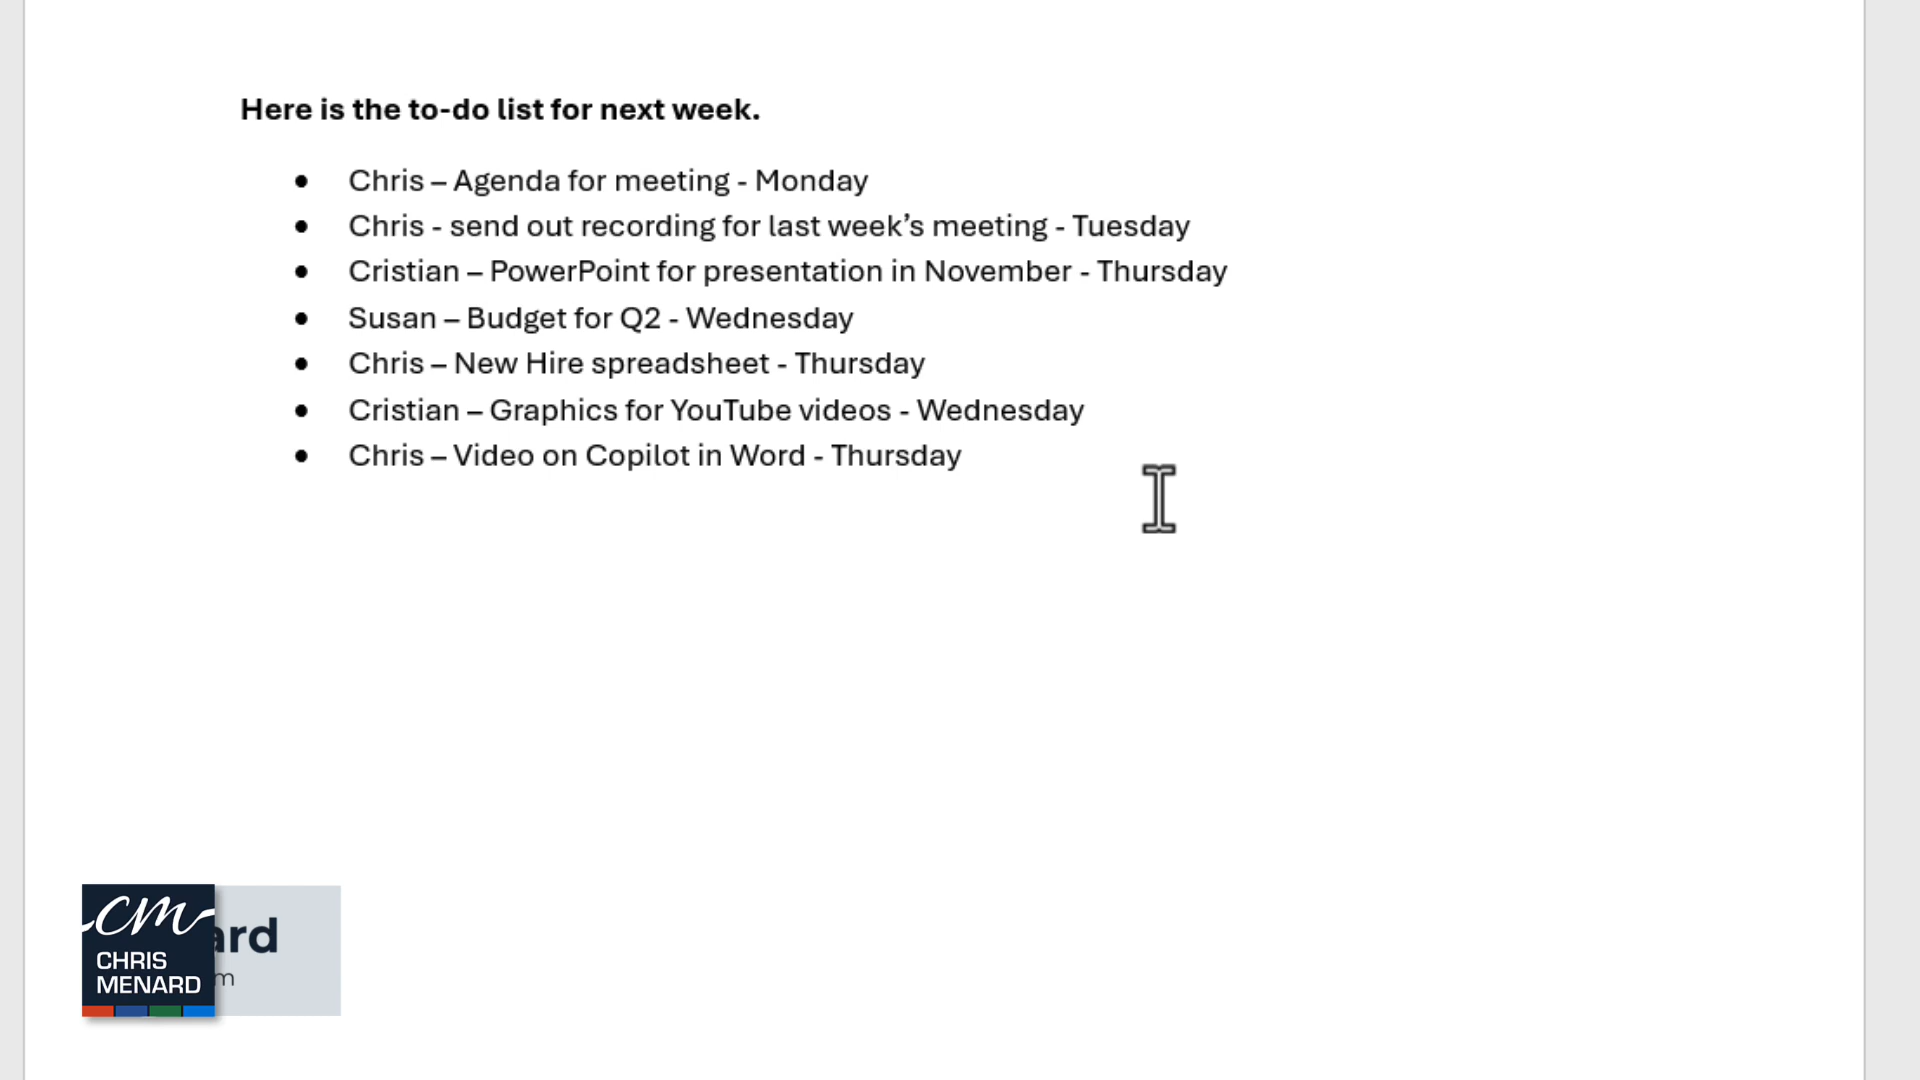 Here is the to-do list for next week.
• Chris – Agenda for meeting - Monday
• Chris - send out recording for last week’s meeting - Tuesday
• Cristian – PowerPoint for presentation in November - Thursday
• Susan – Budget for Q2 - Wednesday
• Chris – New Hire spreadsheet - Thursday
• Cristian – Graphics for YouTube videos - Wednesday
• Chris – Video on Copilot in Word - Thursday
cm
CHRIS
MENARD
ard
m